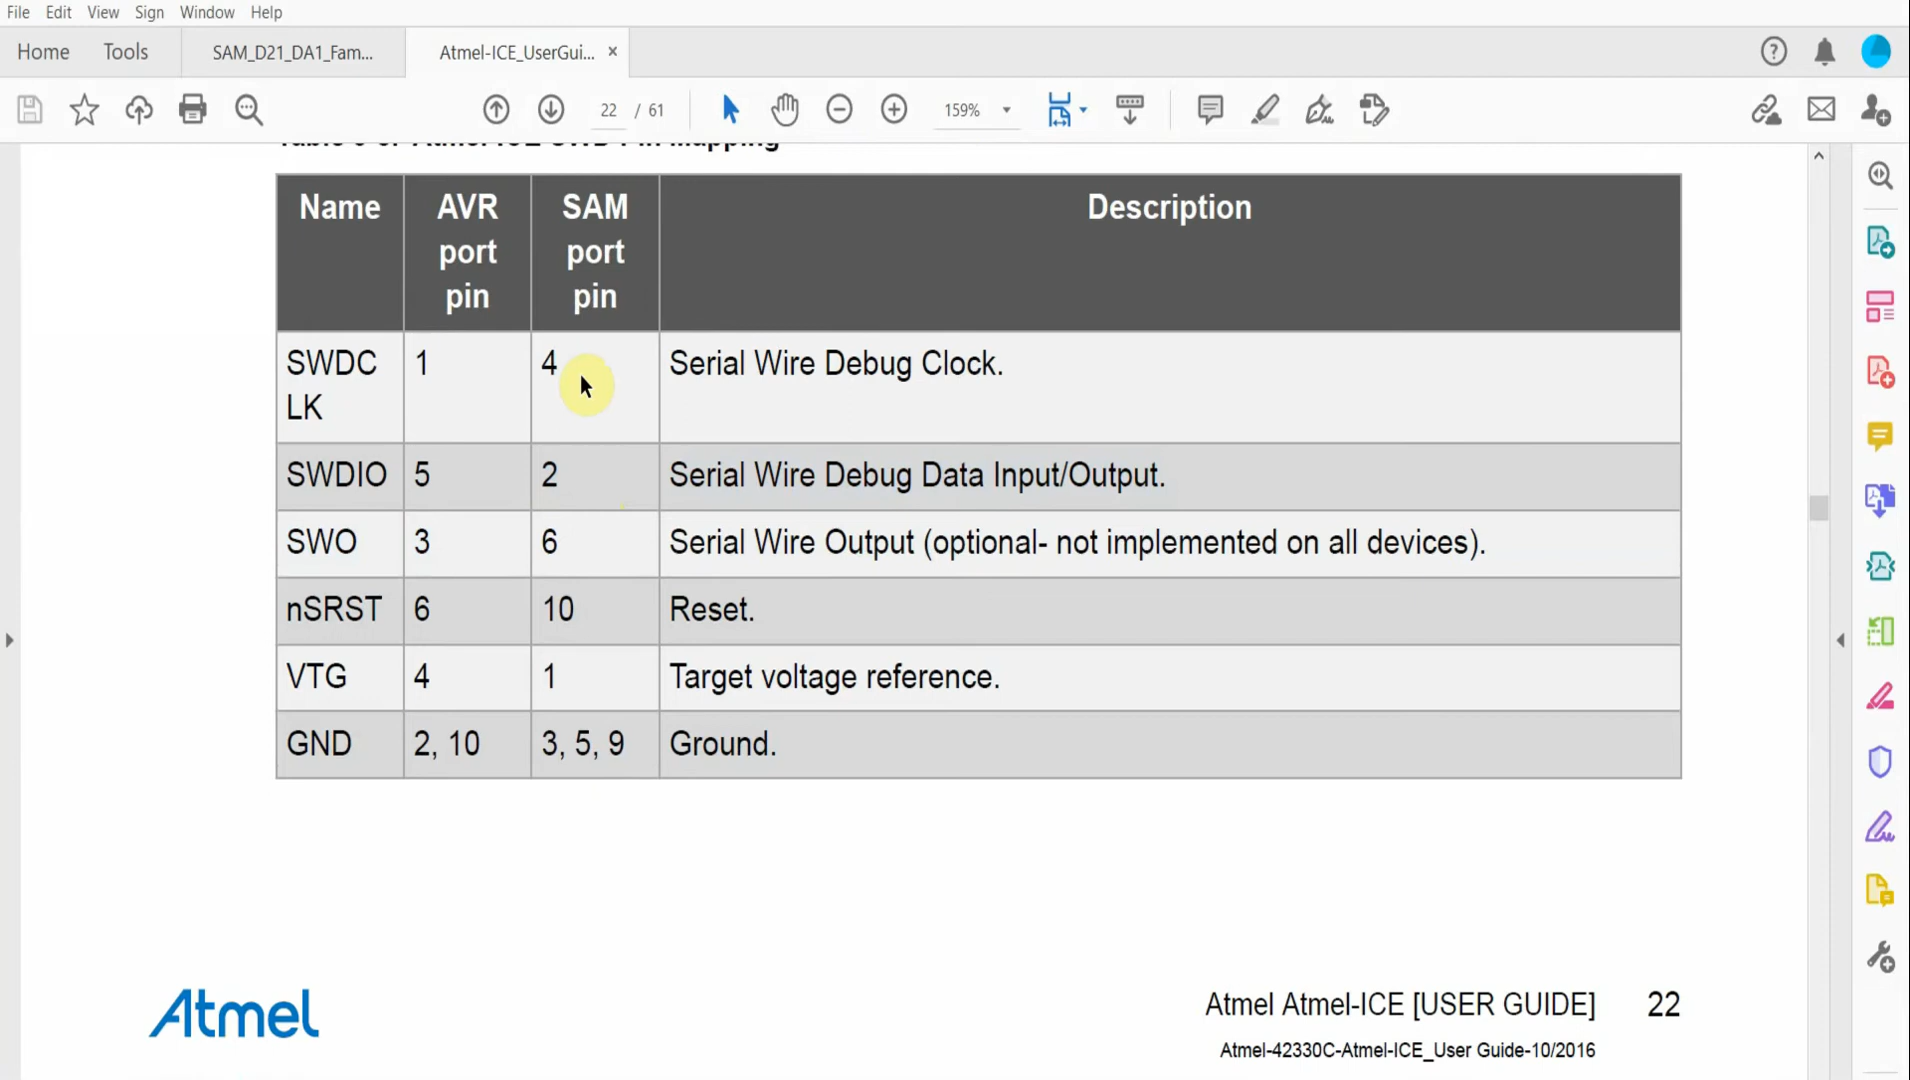 File Edit View Sign Window Help
Home Tools SAM_D21_DA1_Fam... Atmel-ICE_UserGui... ×
22 / 61 159%
Mapping
Name AVR port pin SAM port pin Description
SWDCLK 1 4 Serial Wire Debug Clock.
SWDIO 5 2 Serial Wire Debug Data Input/Output.
SWO 3 6 Serial Wire Output (optional- not implemented on all devices).
nSRST 6 10 Reset.
VTG 4 1 Target voltage reference.
GND 2, 10 3, 5, 9 Ground.
Atmel
Atmel Atmel-ICE [USER GUIDE] 22
Atmel-42330C-Atmel-ICE_User Guide-10/2016